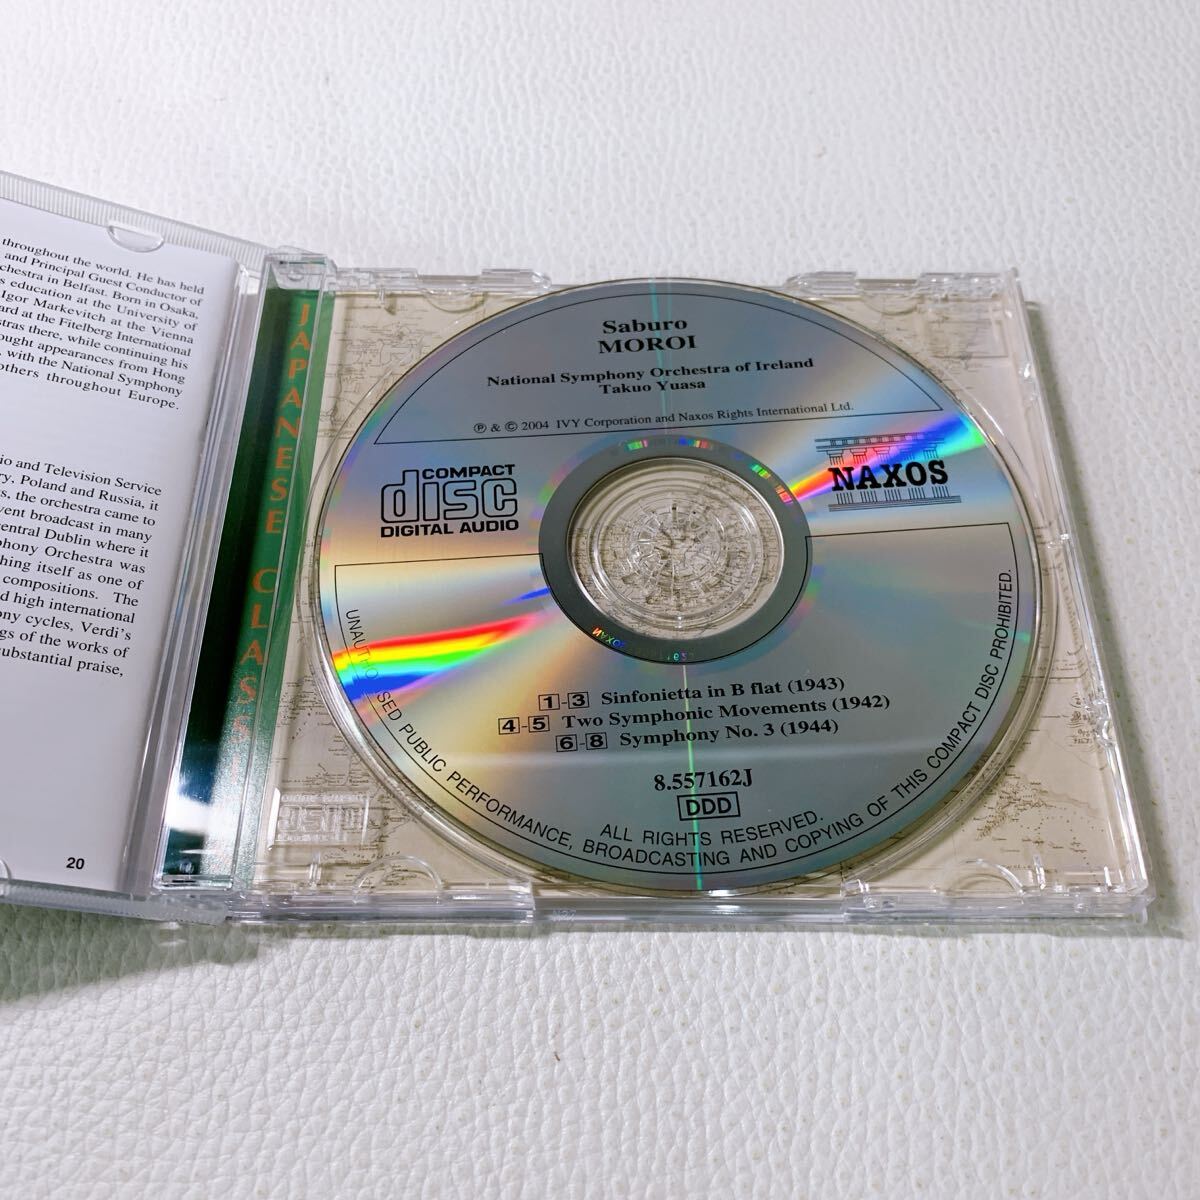 throughout the world. He has held
and Principal Guest Conductor of
chestra in Belfast. Born in Osaka,
s education at the University of
Igor Markevitch at the Vienna
ard at the Fitelberg International
stras there, while continuing his
ought appearances from Hong
, with the National Symphony
others throughout Europe.
io and Television Service
ry, Poland and Russia, it
s, the orchestra came to
vent broadcast in many
central Dublin where it
phony Orchestra was
hing itself as one of
compositions. The
d high international
ony cycles, Verdi's
gs of the works of
substantial praise,
20
JAPANESE CLASSI
Saburo
MOROI
National Symphony Orchestra of Ireland
Takuo Yuasa
℗ & © 2004 IVY Corporation and Naxos Rights International Ltd.
COMPACT
disc
DIGITAL AUDIO
NAXOS
1-3 Sinfonietta in B flat (1943)
4-5 Two Symphonic Movements (1942)
6-8 Symphony No. 3 (1944)
8.557162J
DDD
ALL RIGHTS RESERVED.
UNAUTHORISED PUBLIC PERFORMANCE, BROADCASTING AND COPYING OF THIS COMPACT DISC PROHIBITED.